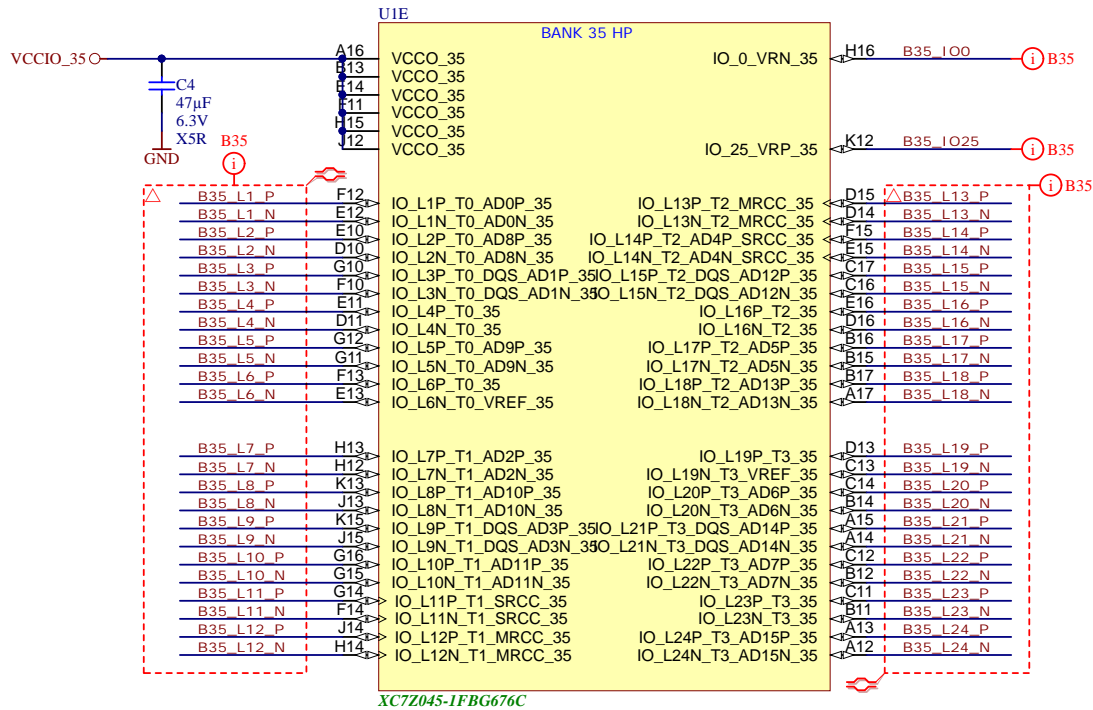 U1E
BANK 35 HP
VCCIO_35
A16 VCCO_35 IO_0_VRN_35 H16 B35_IO0 i B35
B13 VCCO_35
E14 VCCO_35
F11 VCCO_35
H15 VCCO_35
J12 VCCO_35 IO_25_VRP_35 K12 B35_IO25 i B35
C4
47µF
6.3V
X5R
GND
B35
i
i B35
B35_L1_P F12 IO_L1P_T0_AD0P_35 IO_L13P_T2_MRCC_35 D15 B35_L13_P
B35_L1_N E12 IO_L1N_T0_AD0N_35 IO_L13N_T2_MRCC_35 D14 B35_L13_N
B35_L2_P E10 IO_L2P_T0_AD8P_35 IO_L14P_T2_AD4P_SRCC_35 F15 B35_L14_P
B35_L2_N D10 IO_L2N_T0_AD8N_35 IO_L14N_T2_AD4N_SRCC_35 E15 B35_L14_N
B35_L3_P G10 IO_L3P_T0_DQS_AD1P_35 IO_L15P_T2_DQS_AD12P_35 C17 B35_L15_P
B35_L3_N F10 IO_L3N_T0_DQS_AD1N_35 IO_L15N_T2_DQS_AD12N_35 C16 B35_L15_N
B35_L4_P E11 IO_L4P_T0_35 IO_L16P_T2_35 E16 B35_L16_P
B35_L4_N D11 IO_L4N_T0_35 IO_L16N_T2_35 D16 B35_L16_N
B35_L5_P G12 IO_L5P_T0_AD9P_35 IO_L17P_T2_AD5P_35 B16 B35_L17_P
B35_L5_N G11 IO_L5N_T0_AD9N_35 IO_L17N_T2_AD5N_35 B15 B35_L17_N
B35_L6_P F13 IO_L6P_T0_35 IO_L18P_T2_AD13P_35 B17 B35_L18_P
B35_L6_N E13 IO_L6N_T0_VREF_35 IO_L18N_T2_AD13N_35 A17 B35_L18_N
B35_L7_P H13 IO_L7P_T1_AD2P_35 IO_L19P_T3_35 D13 B35_L19_P
B35_L7_N H12 IO_L7N_T1_AD2N_35 IO_L19N_T3_VREF_35 C13 B35_L19_N
B35_L8_P K13 IO_L8P_T1_AD10P_35 IO_L20P_T3_AD6P_35 C14 B35_L20_P
B35_L8_N J13 IO_L8N_T1_AD10N_35 IO_L20N_T3_AD6N_35 B14 B35_L20_N
B35_L9_P K15 IO_L9P_T1_DQS_AD3P_35 IO_L21P_T3_DQS_AD14P_35 A15 B35_L21_P
B35_L9_N J15 IO_L9N_T1_DQS_AD3N_35 IO_L21N_T3_DQS_AD14N_35 A14 B35_L21_N
B35_L10_P G16 IO_L10P_T1_AD11P_35 IO_L22P_T3_AD7P_35 C12 B35_L22_P
B35_L10_N G15 IO_L10N_T1_AD11N_35 IO_L22N_T3_AD7N_35 B12 B35_L22_N
B35_L11_P G14 IO_L11P_T1_SRCC_35 IO_L23P_T3_35 C11 B35_L23_P
B35_L11_N F14 IO_L11N_T1_SRCC_35 IO_L23N_T3_35 B11 B35_L23_N
B35_L12_P J14 IO_L12P_T1_MRCC_35 IO_L24P_T3_AD15P_35 A13 B35_L24_P
B35_L12_N H14 IO_L12N_T1_MRCC_35 IO_L24N_T3_AD15N_35 A12 B35_L24_N
XC7Z045-1FBG676C